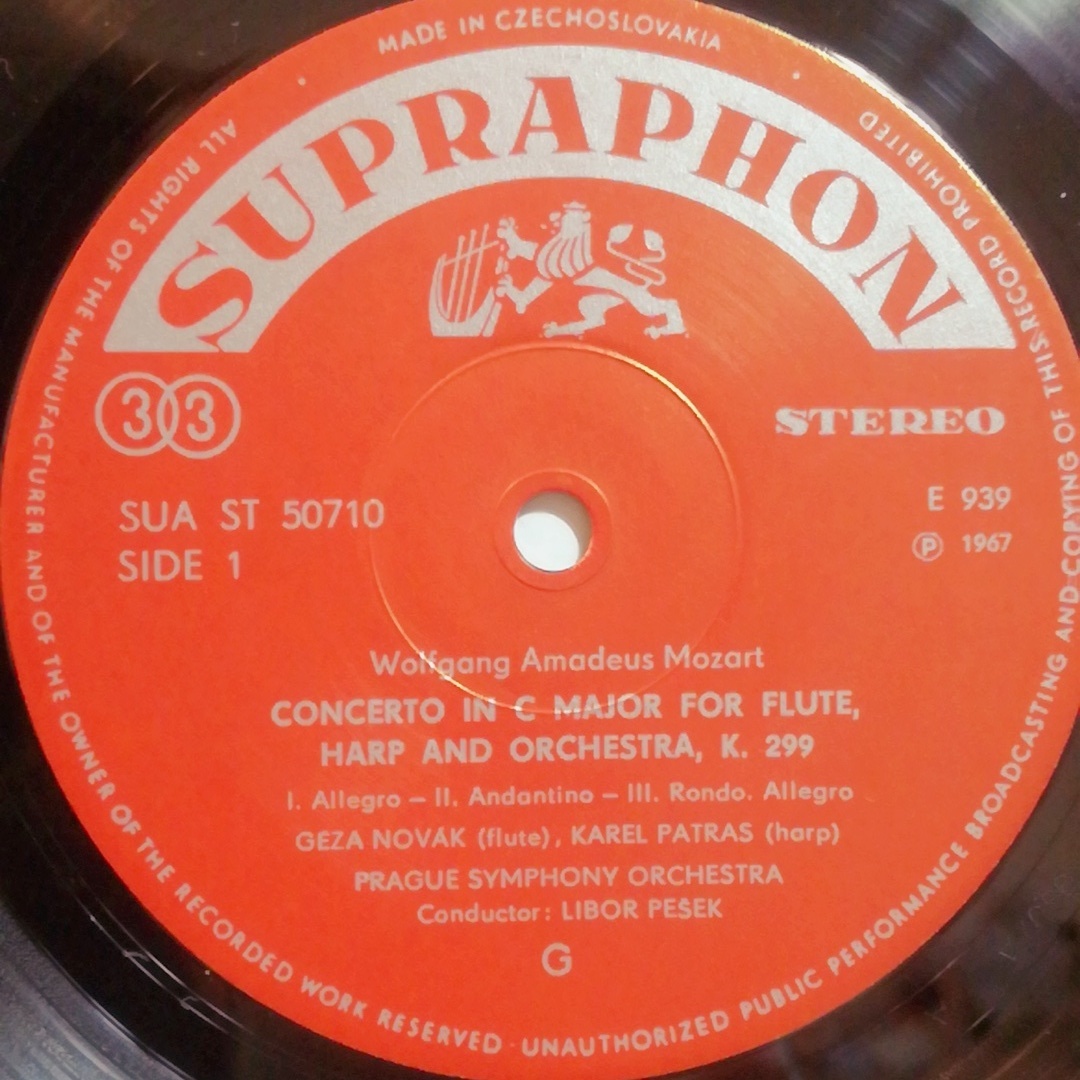 MADE IN CZECHOSLOVAKIA
SUPRAPHON
33
STEREO
SUA ST 50710
SIDE 1
E 939
Ⓟ 1967
Wolfgang Amadeus Mozart
CONCERTO IN C MAJOR FOR FLUTE,
HARP AND ORCHESTRA, K. 299
I. Allegro – II. Andantino – III. Rondo. Allegro
GÉZA NOVÁK (flute), KAREL PATRAS (harp)
PRAGUE SYMPHONY ORCHESTRA
Conductor: LIBOR PEŠEK
G
ALL RIGHTS OF THE MANUFACTURER AND OF THE OWNER OF THE RECORDED WORK RESERVED · UNAUTHORIZED PUBLIC PERFORMANCE BROADCASTING AND COPYING OF THIS RECORD PROHIBITED